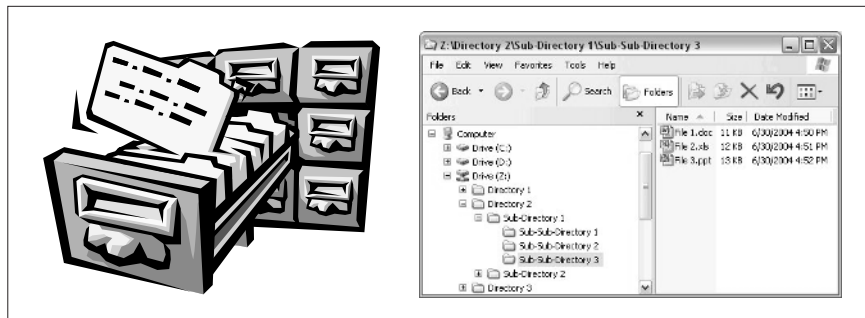 Z:\Directory 2\Sub-Directory 1\Sub-Sub-Directory 3
File Edit View Favorites Tools Help
Back Search Folders
Folders
Computer
Drive (C:)
Drive (D:)
Drive (Z:)
Directory 1
Directory 2
Sub-Directory 1
Sub-Sub-Directory 1
Sub-Sub-Directory 2
Sub-Sub-Directory 3
Sub-Directory 2
Directory 3
Name Size Date Modified
File 1.doc 11 KB 6/30/2004 4:50 PM
File 2.xls 12 KB 6/30/2004 4:51 PM
File 3.ppt 13 KB 6/30/2004 4:52 PM